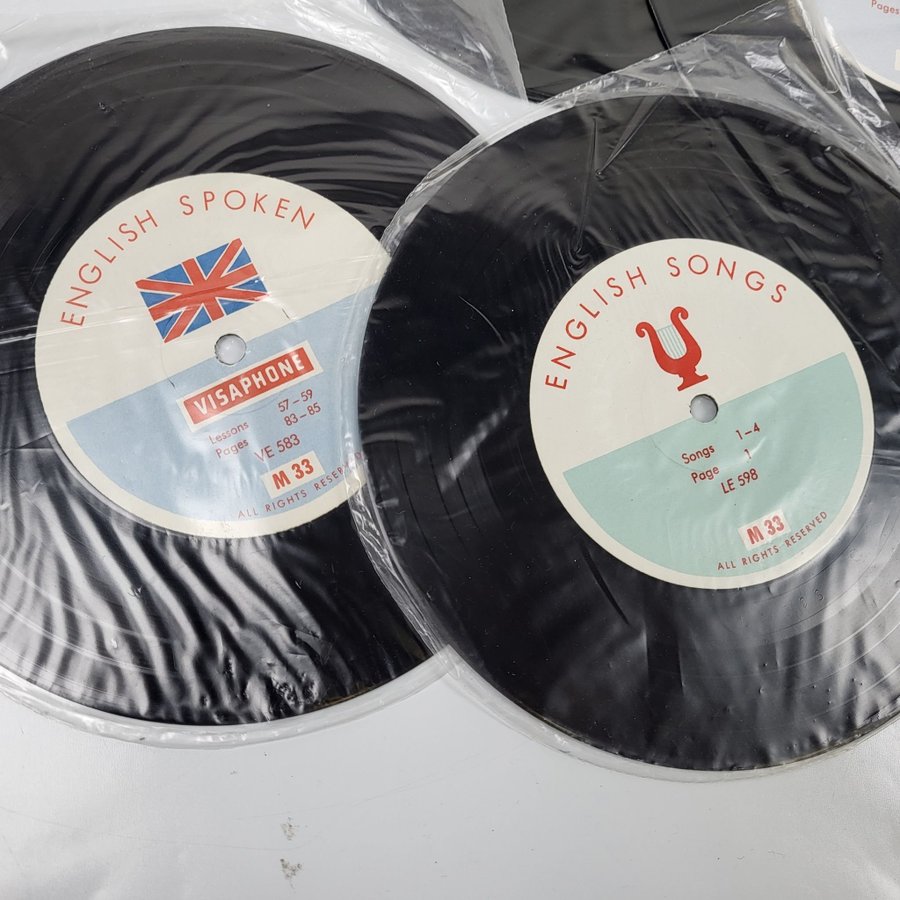 ENGLISH SPOKEN
VISAPHONE
Lessons 57-59
Pages 83-85
VE 583
M 33
ALL RIGHTS RESERVED
ENGLISH SONGS
Songs 1-4
Page 1
LE 598
M 33
ALL RIGHTS RESERVED
Pages